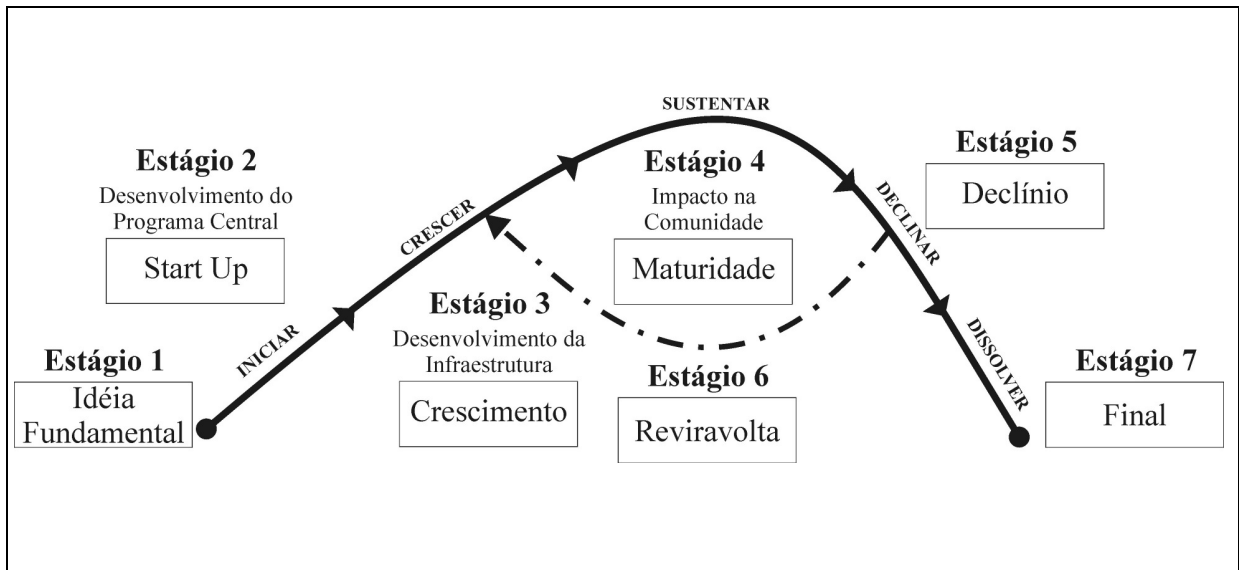 SUSTENTAR
Estágio 2
Desenvolvimento do
Programa Central
Start Up
Estágio 4
Impacto na
Comunidade
Maturidade
Estágio 5
Declínio
CRESCER
DECLINAR
Estágio 3
Desenvolvimento da
Infraestrutura
Crescimento
INICIAR
DISSOLVER
Estágio 1
Idéia
Fundamental
Estágio 6
Reviravolta
Estágio 7
Final